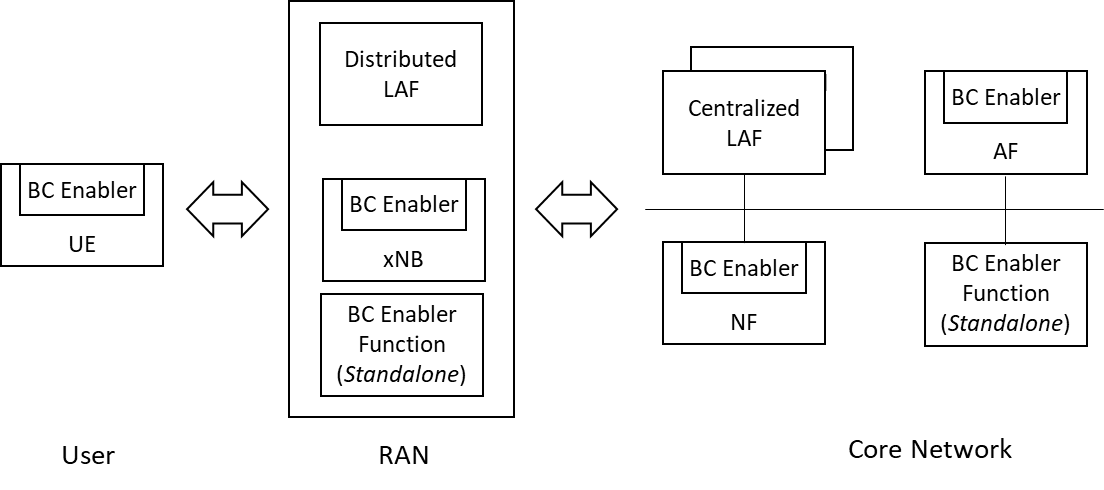 BC Enabler
UE
User
Distributed
LAF
BC Enabler
xNB
BC Enabler
Function
(Standalone)
RAN
Centralized
LAF
BC Enabler
AF
BC Enabler
NF
BC Enabler
Function
(Standalone)
Core Network